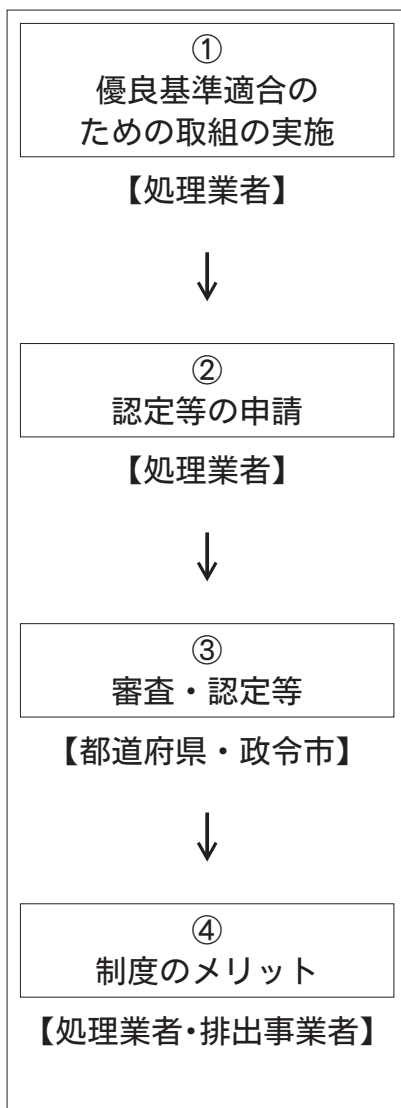 ①
優良基準適合の
ための取組の実施
【処理業者】
↓
②
認定等の申請
【処理業者】
↓
③
審査・認定等
【都道府県・政令市】
↓
④
制度のメリット
【処理業者・排出事業者】